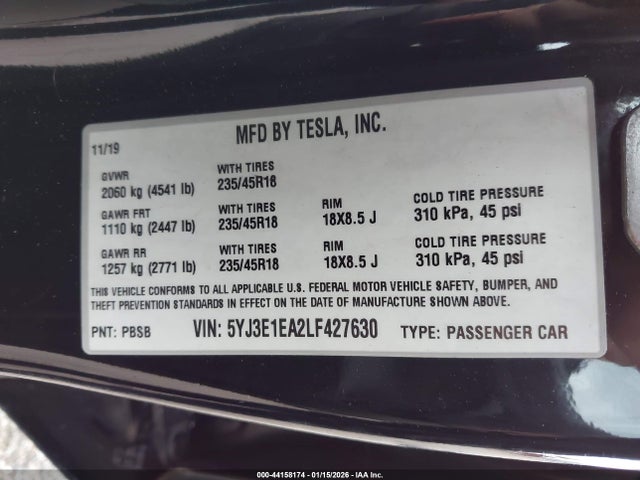 MFD BY TESLA, INC.
11/19
GVWR
2060 kg (4541 lb)
WITH TIRES
235/45R18
GAWR FRT
1110 kg (2447 lb)
WITH TIRES
235/45R18
RIM
18X8.5 J
COLD TIRE PRESSURE
310 kPa, 45 psi
GAWR RR
1257 kg (2771 lb)
WITH TIRES
235/45R18
RIM
18X8.5 J
COLD TIRE PRESSURE
310 kPa, 45 psi
THIS VEHICLE CONFORMS TO ALL APPLICABLE U.S. FEDERAL MOTOR VEHICLE SAFETY, BUMPER, AND
THEFT PREVENTION STANDARDS IN EFFECT ON THE DATE OF MANUFACTURE SHOWN ABOVE.
PNT: PBSB VIN: 5YJ3E1EA2LF427630 TYPE: PASSENGER CAR
000-44158174 - 01/15/2026 - IAA Inc.